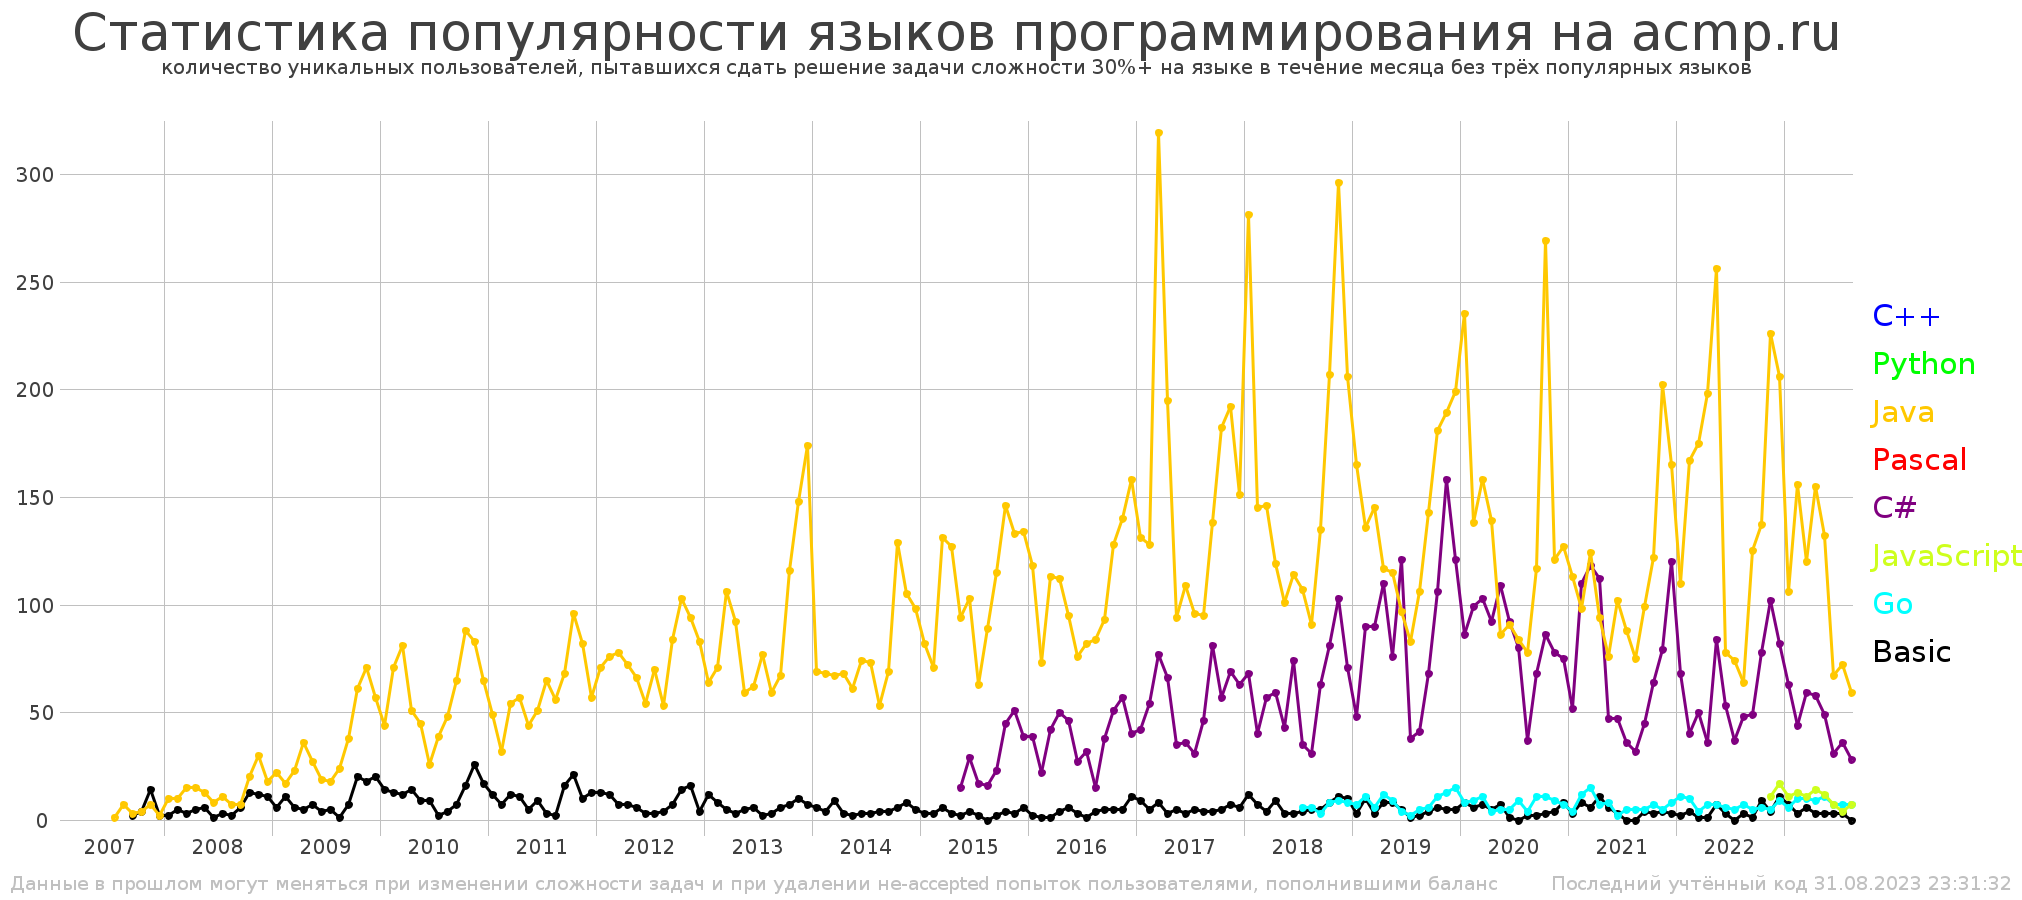 Статистика популярности языков программирования на acmp.ru
количество уникальных пользователей, пытавшихся сдать решение задачи сложности 30%+ на языке в течение месяца без трёх популярных языков
300
250
200
150
100
50
0
C++
Python
Java
Pascal
C#
JavaScript
Go
Basic
2007 2008 2009 2010 2011 2012 2013 2014 2015 2016 2017 2018 2019 2020 2021 2022
Данные в прошлом могут меняться при изменении сложности задач и при удалении не-accepted попыток пользователями, пополнившими баланс
Последний учтённый код 31.08.2023 23:31:32